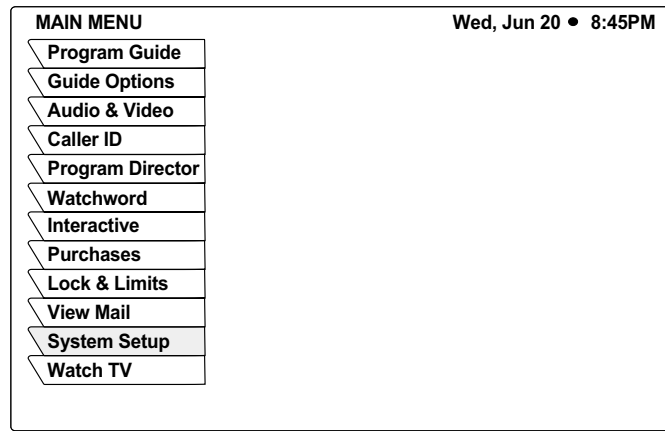 MAIN MENU Wed, Jun 20 ● 8:45PM
Program Guide
Guide Options
Audio & Video
Caller ID
Program Director
Watchword
Interactive
Purchases
Lock & Limits
View Mail
System Setup
Watch TV